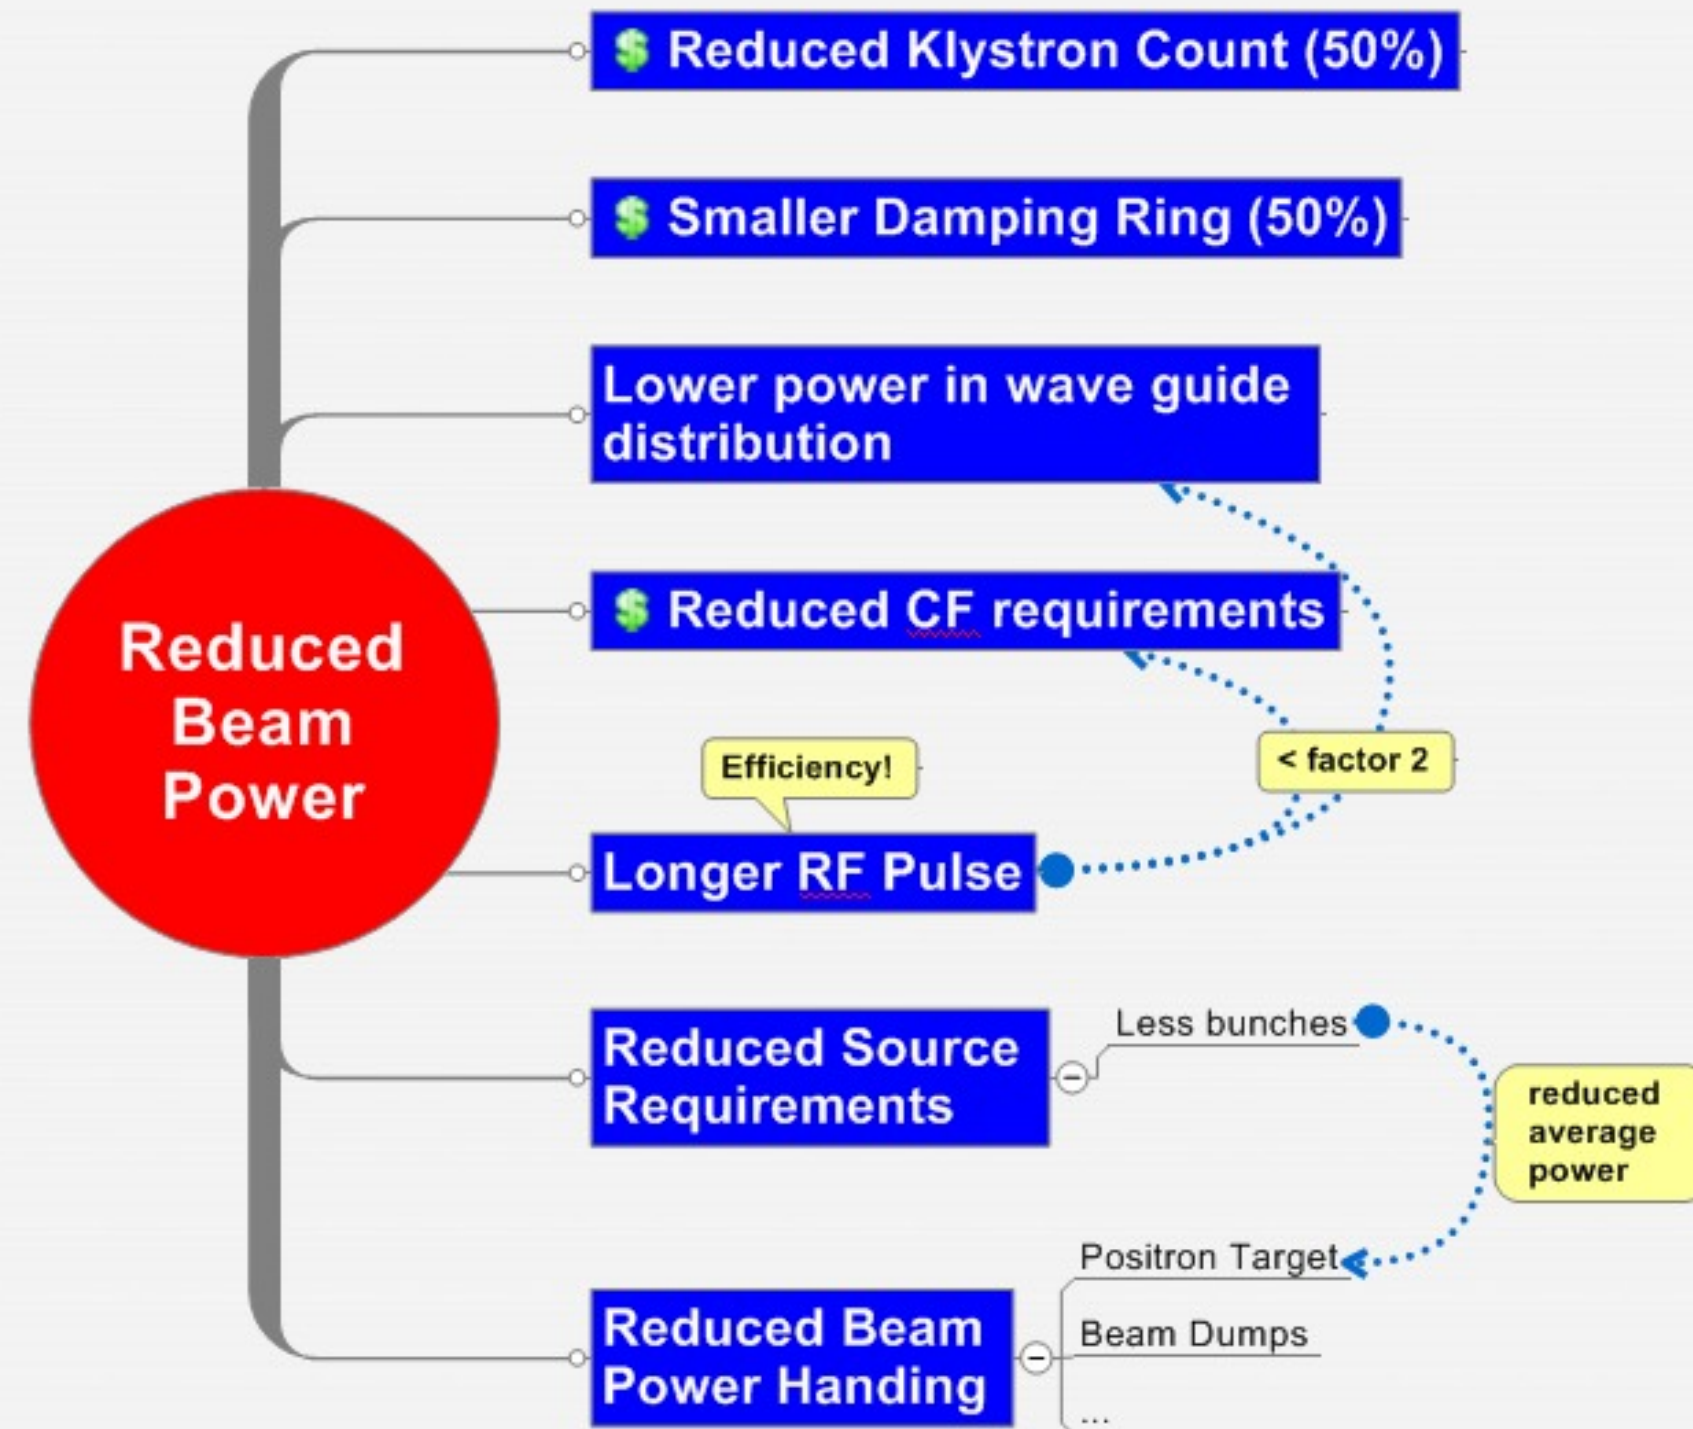 $ Reduced Klystron Count (50%)
$ Smaller Damping Ring (50%)
Lower power in wave guide
distribution
$ Reduced CF requirements
Reduced
Beam
Power
< factor 2
Efficiency!
Longer RF Pulse
Reduced Source
Requirements
Less bunches
reduced
average
power
Positron Target
Beam Dumps
...
Reduced Beam
Power Handing